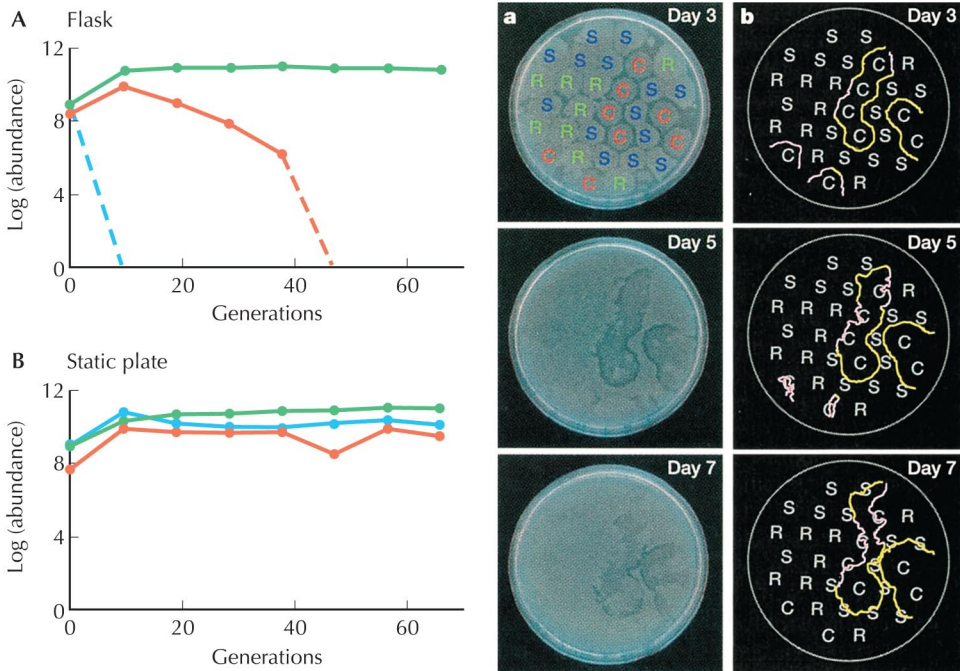 A Flask
12
8
4
0
Log (abundance)
0 20 40 60
Generations
B Static plate
12
8
4
0
Log (abundance)
0 20 40 60
Generations
a Day 3
S S
S S S C R
R R R C S S
S R C S C
R R S C S C
C R S S S
C R
Day 5
Day 7
b Day 3
S S
S S S C R
R R R C S S
S R C S C
R R S C S S
C R S S S
C R
Day 5
S S
S S S C R
R R R C S S
S R C S C
R R S C S S
C R S S S
R
Day 7
S S
S S S C R
R R R C S S
S R C S C
R R S C S
C R S S S
C R